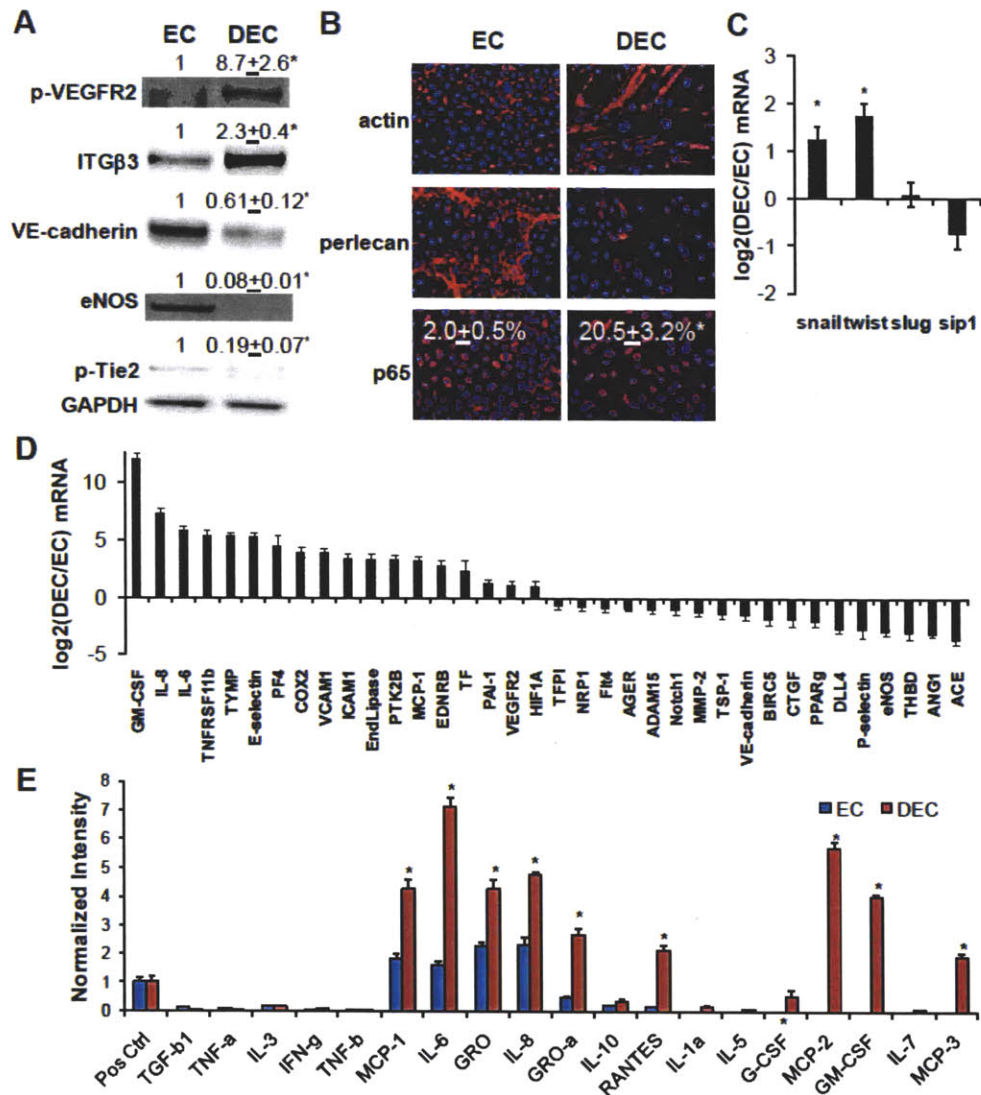 A
EC DEC
1 8.7±2.6*
p-VEGFR2
1 2.3±0.4*
ITGβ3
1 0.61±0.12*
VE-cadherin
1 0.08±0.01*
eNOS
1 0.19±0.07*
p-Tie2
GAPDH
B
EC DEC
actin
perlecan
2.0±0.5% 20.5±3.2%*
p65
C
log2(DEC/EC) mRNA
3
2
1
0
-1
-2
* *
snail twist slug sip1
D
log2(DEC/EC) mRNA
10
5
0
-5
GM-CSF
IL-8
IL-6
TNFRSF11b
TYMP
E-selectin
PF4
COX2
VCAM1
ICAM1
EndLipase
PTK2B
MCP-1
EDNRB
TF
PAI-1
VEGFR2
HIF1A
TFPI
NRP1
Flt4
AGER
ADAM15
Notch1
MMP-2
TSP-1
VE-cadherin
BIRC5
CTGF
PPARg
DLL4
P-selectin
eNOS
THBD
ANG1
ACE
E
Normalized Intensity
8
7
6
5
4
3
2
1
0
EC DEC
* * * * * * * * * *
Pos Ctrl
TGF-b1
TNF-a
IL-3
IFN-g
TNF-b
MCP-1
IL-6
GRO
IL-8
GRO-a
IL-10
RANTES
IL-1a
IL-5
G-CSF
MCP-2
GM-CSF
IL-7
MCP-3